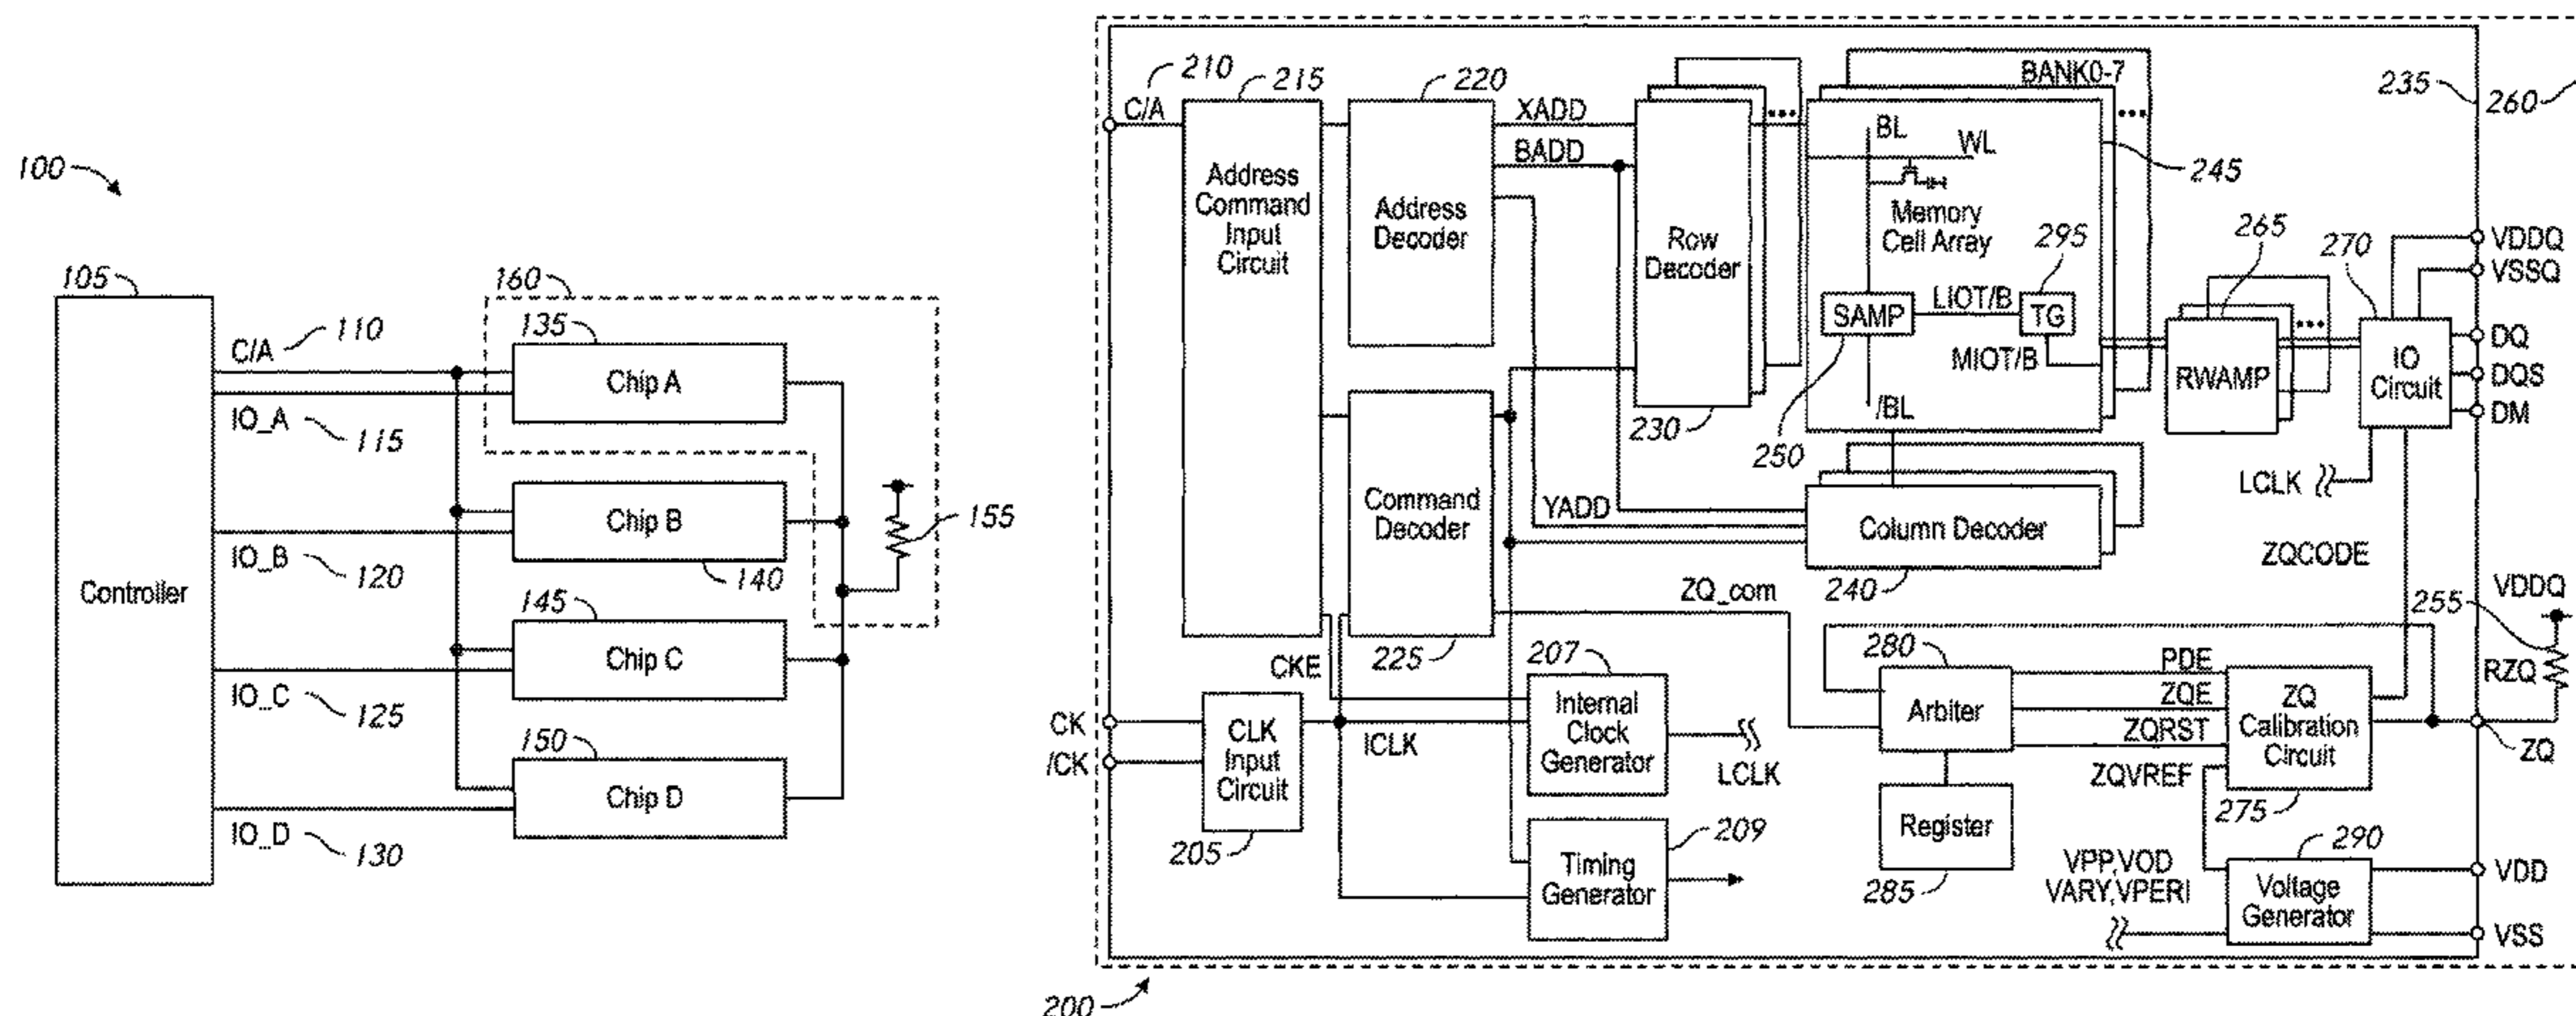 100
105
Controller
C/A
110
IO_A
115
IO_B
120
IO_C
125
IO_D
130
160
135
Chip A
Chip B
140
145
Chip C
150
Chip D
155
210
C/A
215
Address
Command
Input
Circuit
220
Address
Decoder
XADD
BADD
YADD
Row
Decoder
230
BANK0-7
BL
WL
Memory
Cell Array
SAMP
LIOT/B
295
TG
MIOT/B
/BL
250
245
235
260
265
RWAMP
270
IO
Circuit
VDDQ
VSSQ
DQ
DQS
DM
LCLK
ZQCODE
Command
Decoder
225
Column Decoder
240
ZQ_com
CKE
CK
/CK
CLK
Input
Circuit
205
ICLK
207
Internal
Clock
Generator
LCLK
Timing
Generator
209
280
Arbiter
Register
285
PDE
ZQE
ZQRST
ZQVREF
ZQ
Calibration
Circuit
275
255
VDDQ
RZQ
ZQ
VPP,VOD
VARY,VPERI
290
Voltage
Generator
VDD
VSS
200